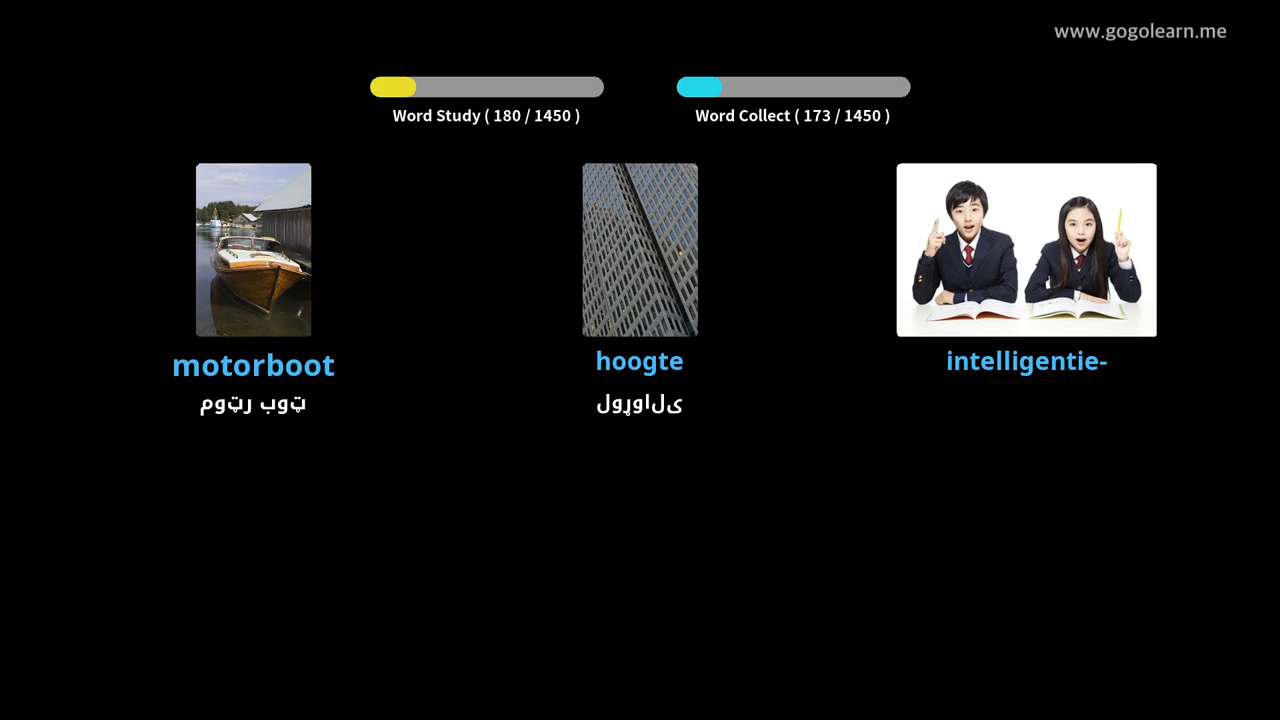 www.gogolearn.me
Word Study ( 180 / 1450 )
Word Collect ( 173 / 1450 )
motorboot
موټر بوټ
hoogte
لوړوالی
intelligentie-